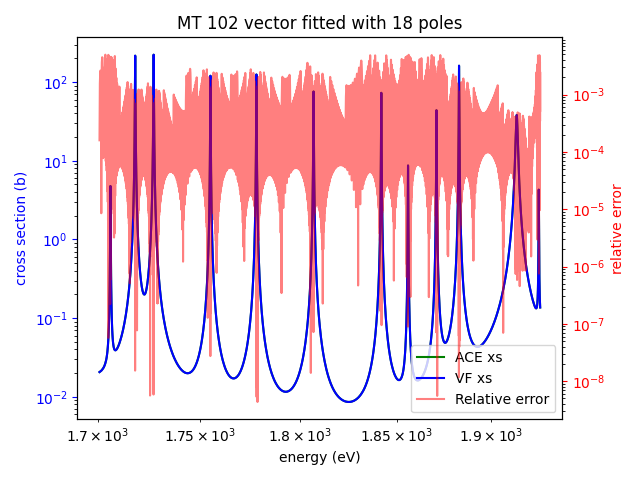 MT 102 vector fitted with 18 poles
cross section (b)
10²
10¹
10⁰
10⁻¹
10⁻²
10⁻³
10⁻⁴
10⁻⁵
10⁻⁶
10⁻⁷
10⁻⁸
relative error
ACE xs
VF xs
Relative error
1.7 × 10³ 1.75 × 10³ 1.8 × 10³ 1.85 × 10³ 1.9 × 10³
energy (eV)